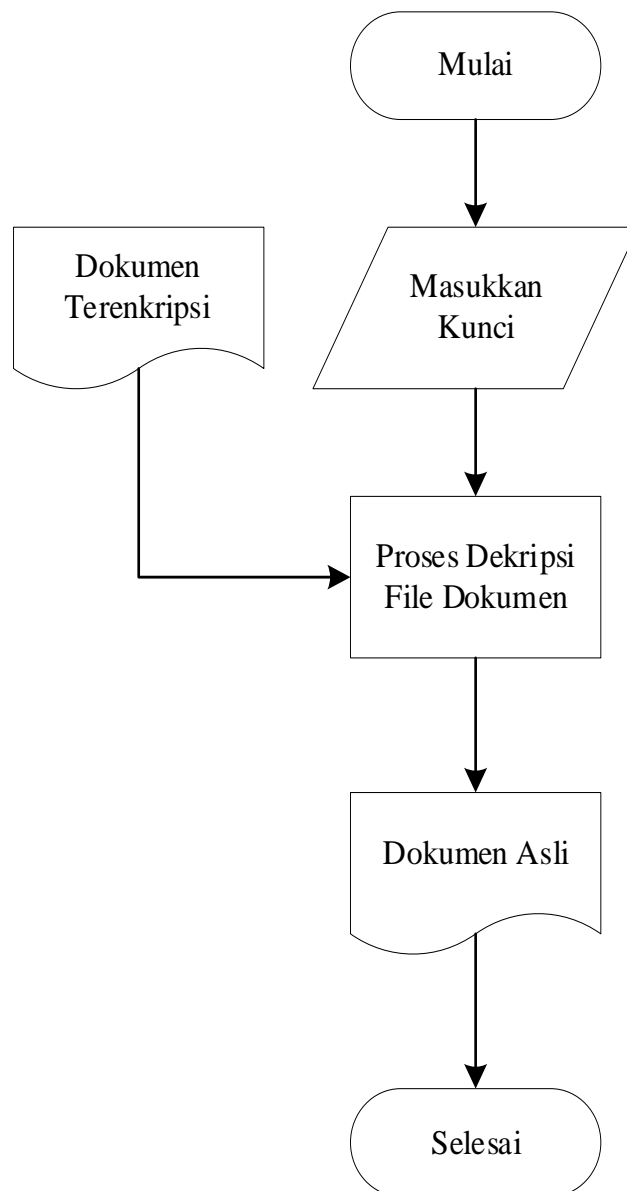 Mulai
Dokumen
Terenkripsi
Masukkan
Kunci
Proses Dekripsi
File Dokumen
Dokumen Asli
Selesai